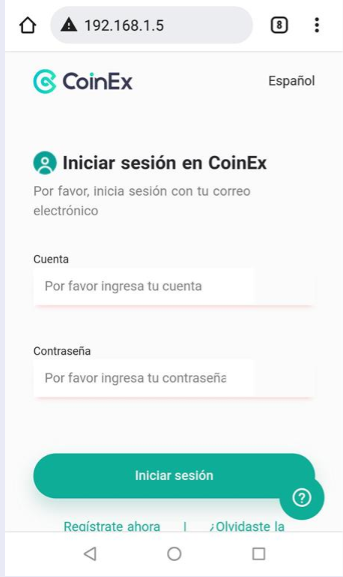 192.168.1.5
8
CoinEx
Español
Iniciar sesión en CoinEx
Por favor, inicia sesión con tu correo
electrónico
Cuenta
Por favor ingresa tu cuenta
Contraseña
Por favor ingresa tu contraseña
Iniciar sesión
Regístrate ahora | ¿Olvidaste la